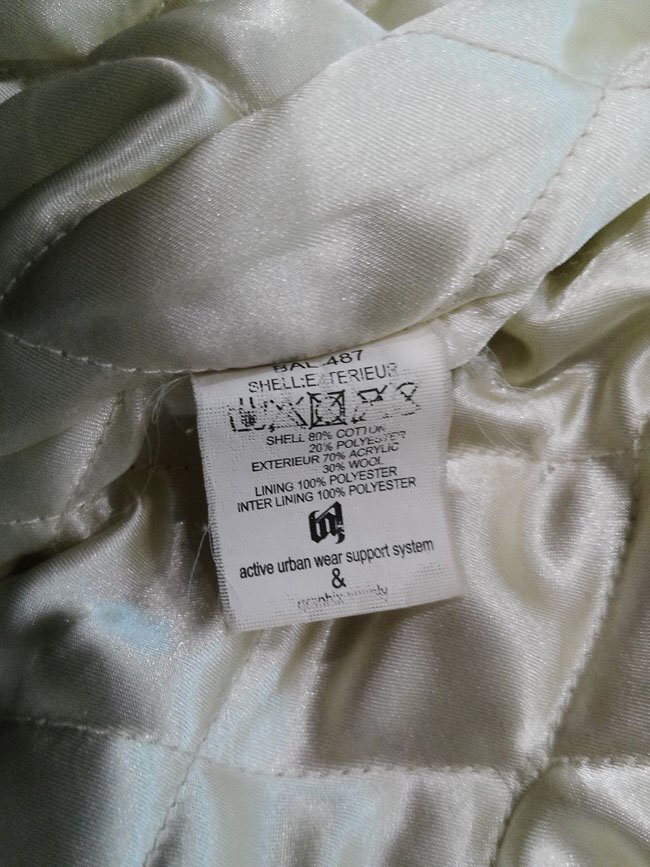 BAL.487
SHELL:EXTERIEUR
SHELL 80% COTTON
20% POLYESTER
EXTERIEUR 70% ACRYLIC
30% WOOL
LINING 100% POLYESTER
INTER LINING 100% POLYESTER
active urban wear support system
&